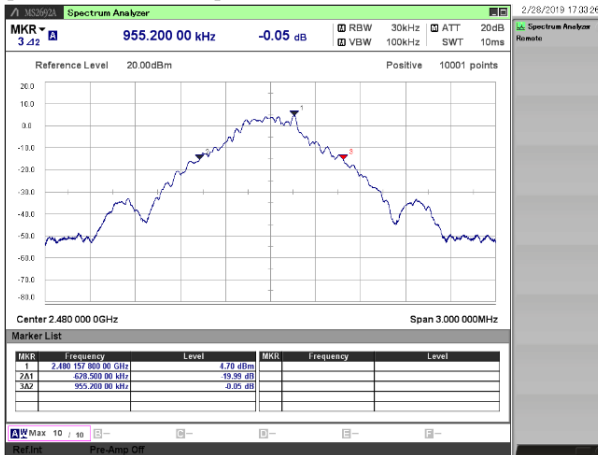 MS2692A Spectrum Analyzer
2/28/2019 17:03:26
MKR 3Δ2 A 955.200 00 kHz -0.05 dB
A RBW 30kHz M ATT 20dB
A VBW 100kHz SWT 10ms
Spectrum Analyzer
Remote
Reference Level 20.00dBm Positive 10001 points
20.0
10.0
0.0
-10.0
-20.0
-30.0
-40.0
-50.0
-60.0
-70.0
-80.0
1
2
3
Center 2.480 000 0GHz Span 3.000 000MHz
Marker List
MKR Frequency Level MKR Frequency Level
1 2.480 157 800 00 GHz 4.70 dBm
2Δ1 -628.500 00 kHz -19.99 dB
3Δ2 955.200 00 kHz -0.05 dB
A W Max 10 / 10
Ref.Int Pre-Amp Off